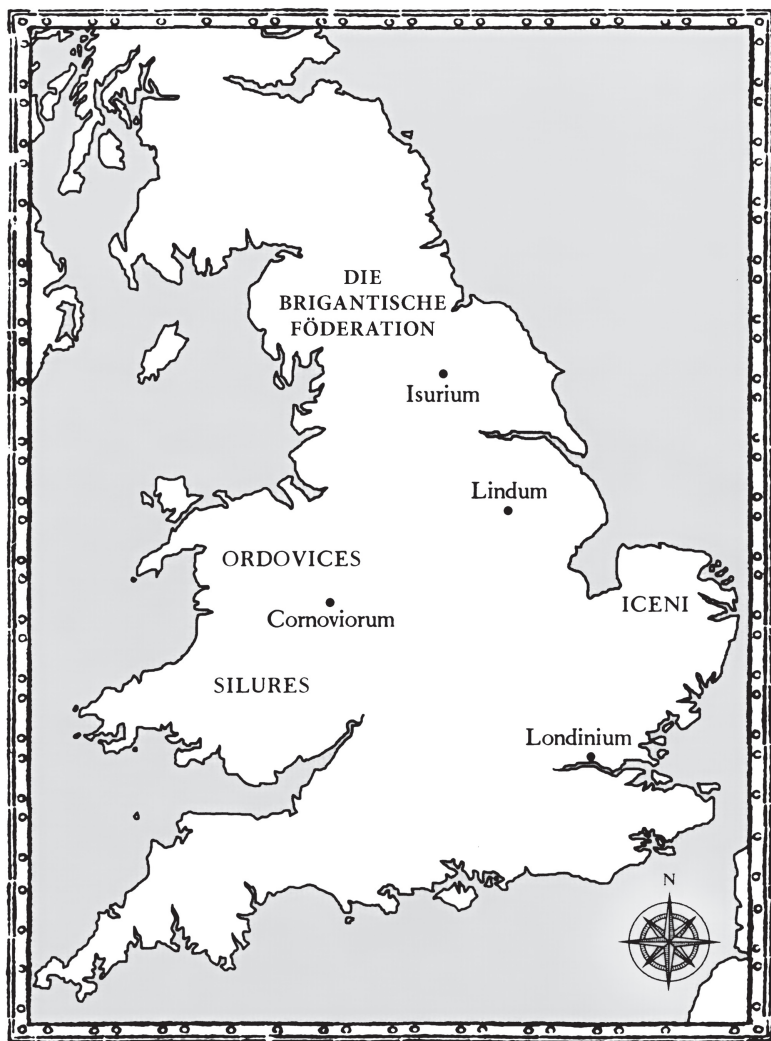 DIE
BRIGANTISCHE
FÖDERATION
Isurium
Lindum
ORDOVICES
ICENI
Cornoviorum
SILURES
Londinium
N